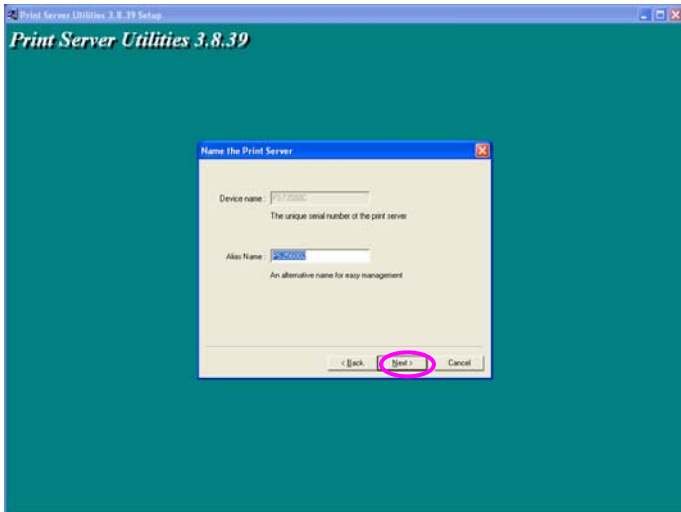 Print Server Utilities 3.8.39 Setup
Print Server Utilities 3.8.39
Name the Print Server
Device name :
The unique serial number of the print server
Alias Name :
An alternative name for easy management
< Back
Next >
Cancel